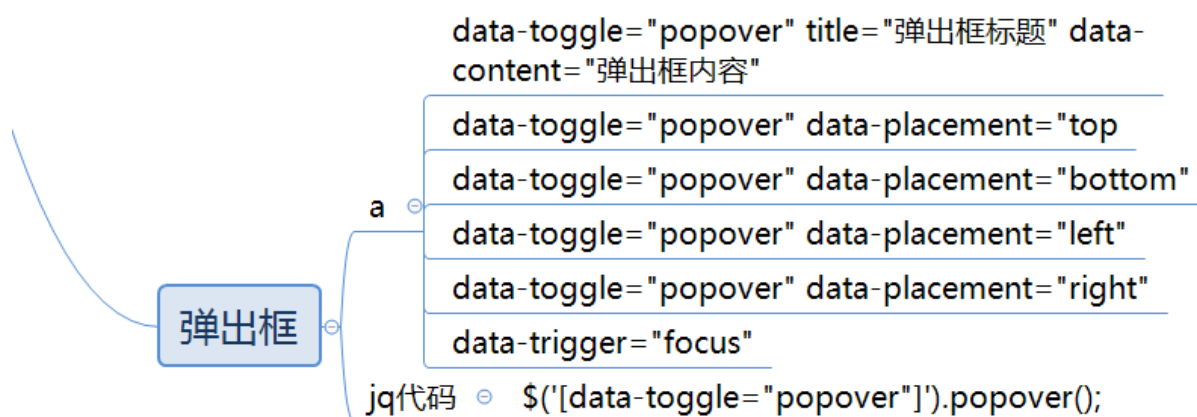 data-toggle="popover" title="弹出框标题" data-
content="弹出框内容"
data-toggle="popover" data-placement="top
data-toggle="popover" data-placement="bottom"
a
data-toggle="popover" data-placement="left"
data-toggle="popover" data-placement="right"
弹出框
data-trigger="focus"
jq代码 $('[data-toggle="popover"]').popover();